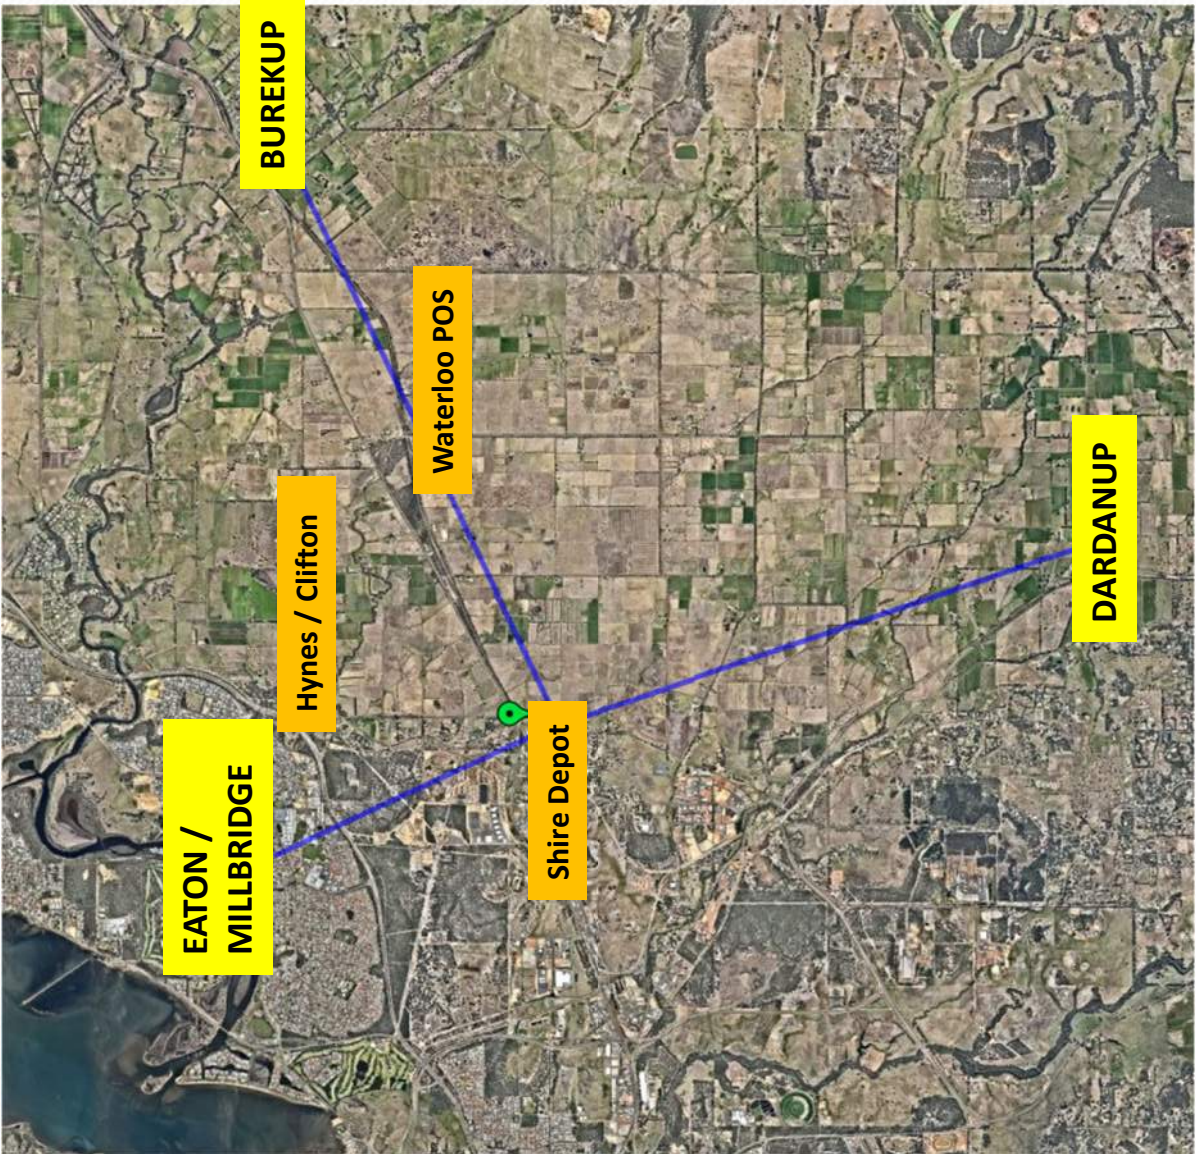 BUREKUP
Waterloo POS
Hynes / Clifton
EATON /
MILLBRIDGE
Shire Depot
DARDANUP